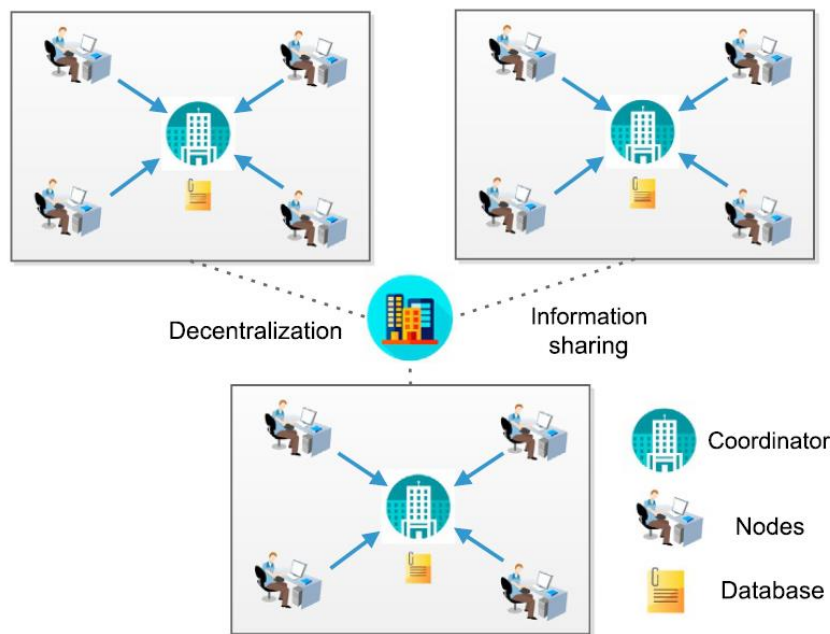 Decentralization
Information
sharing
Coordinator
Nodes
Database